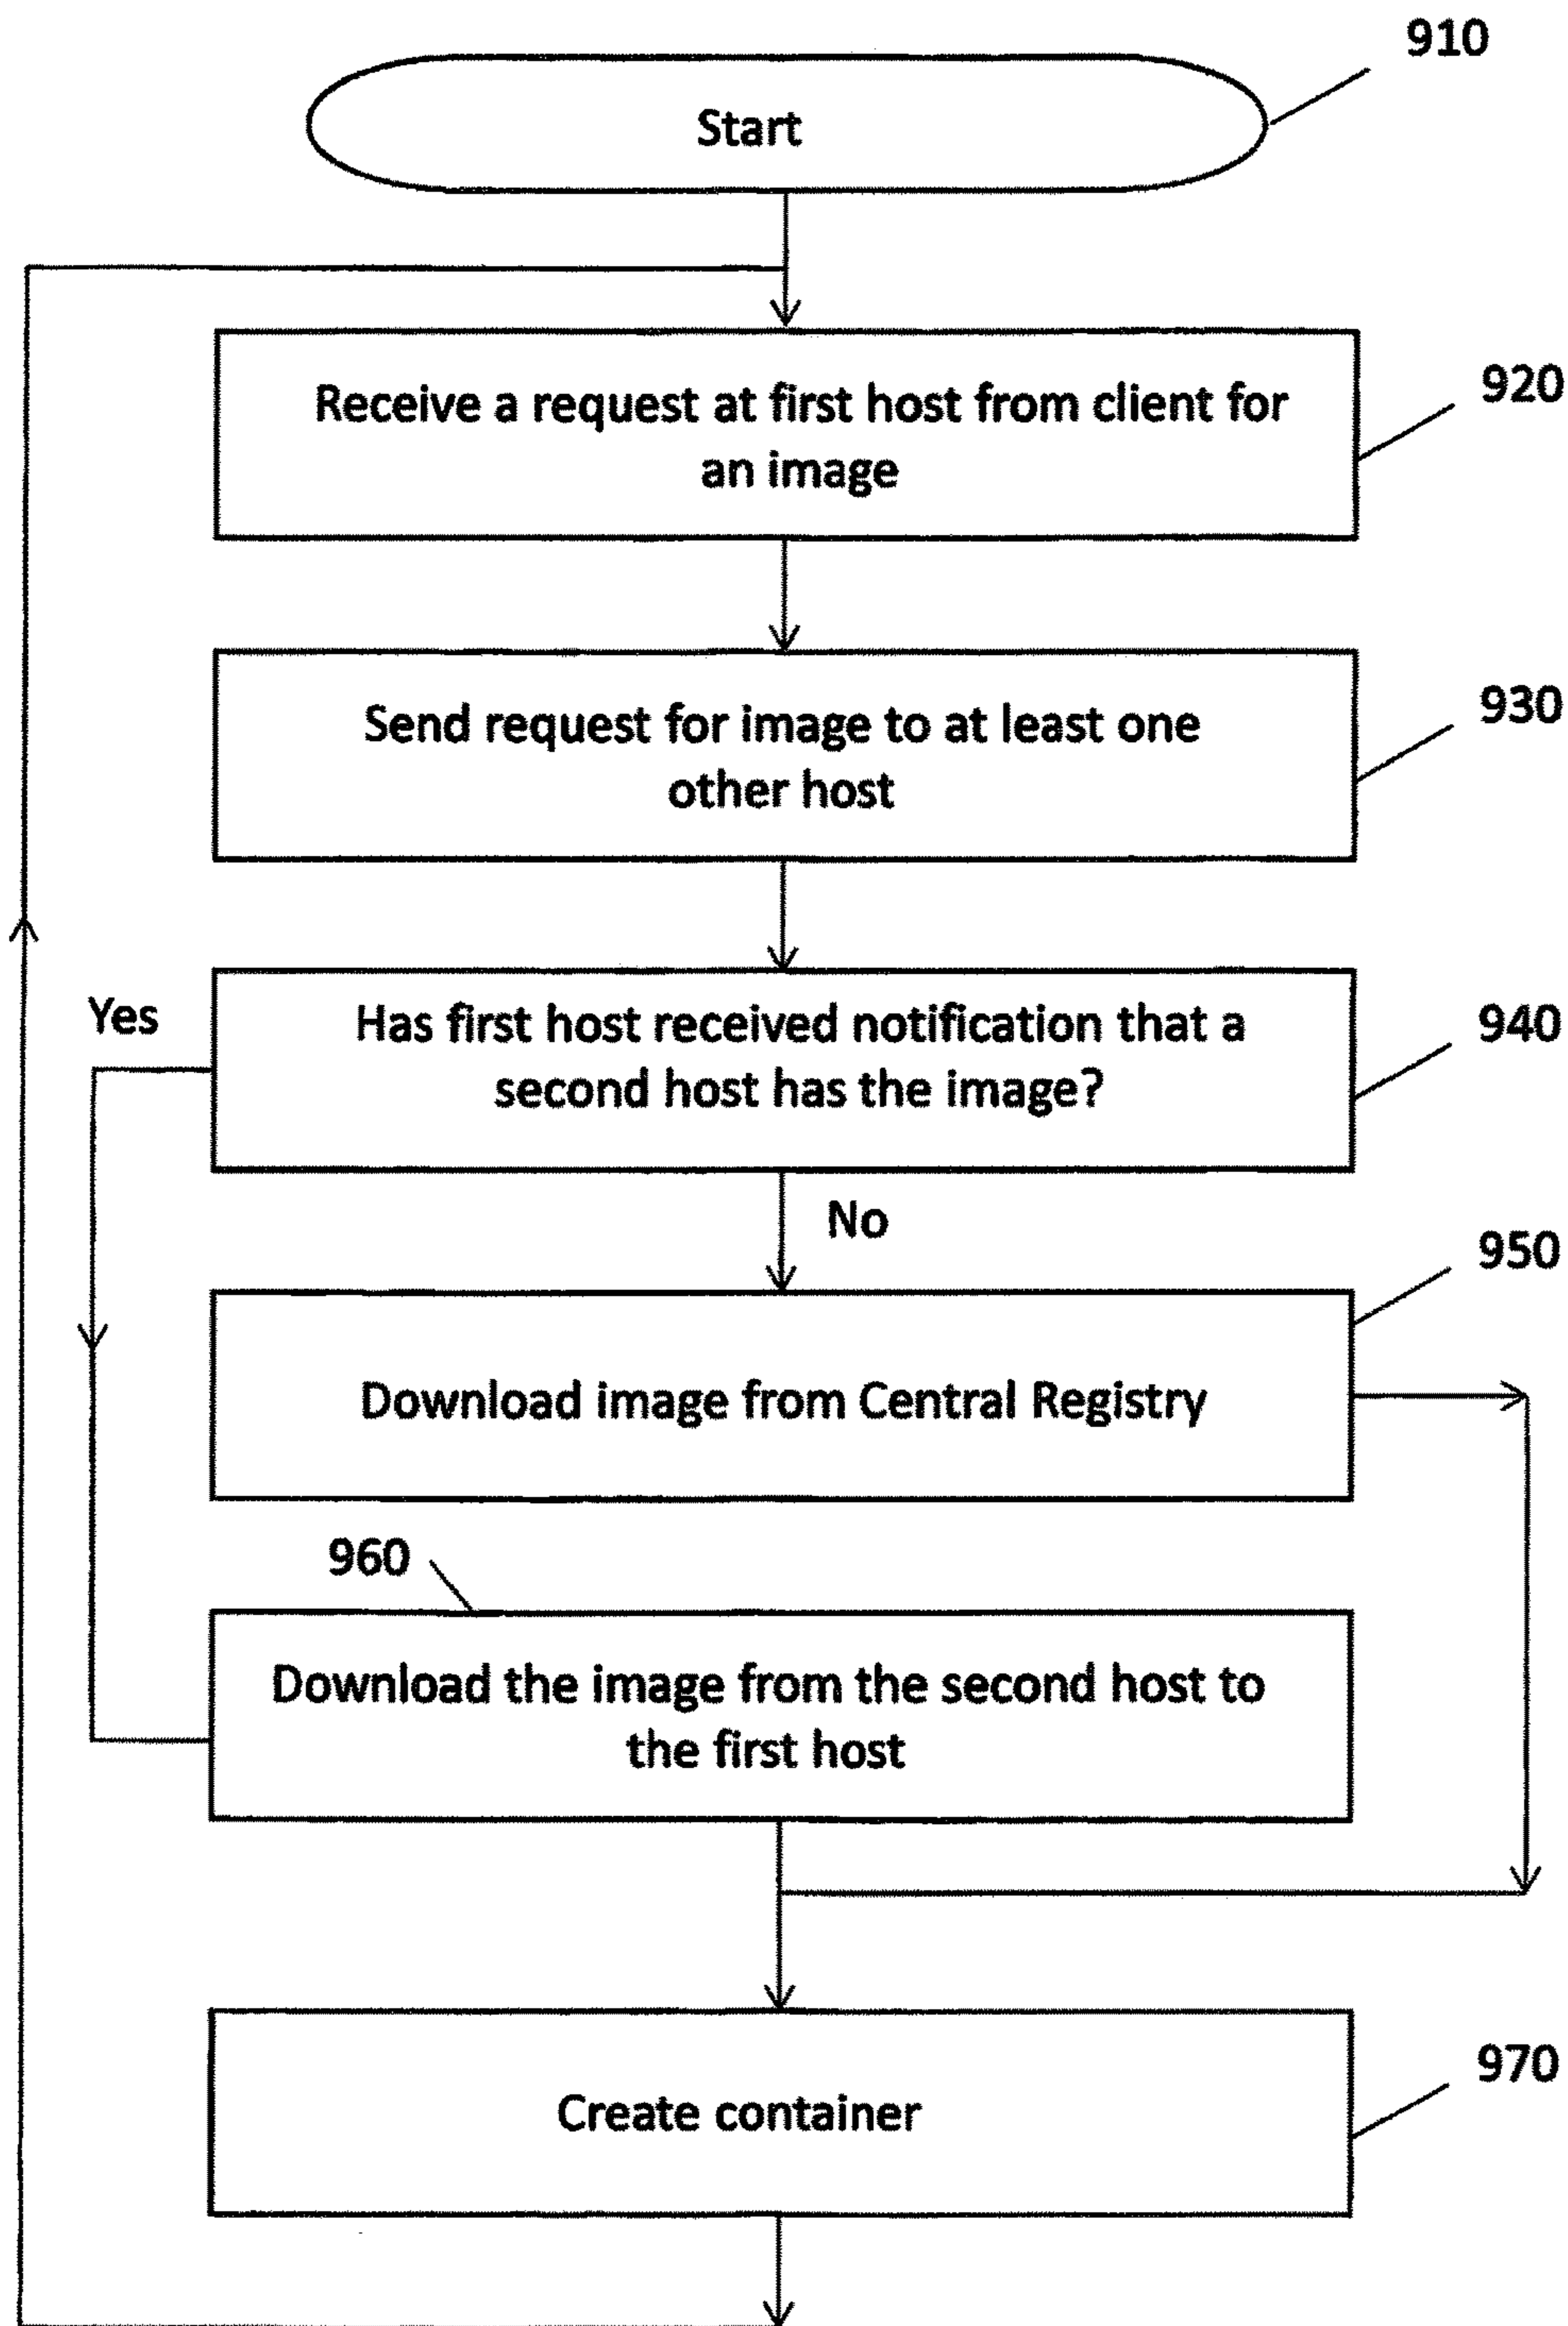 910
Start
Receive a request at first host from client for
an image
920
Send request for image to at least one
other host
930
Yes
Has first host received notification that a
second host has the image?
940
No
950
Download image from Central Registry
960
Download the image from the second host to
the first host
Create container
970